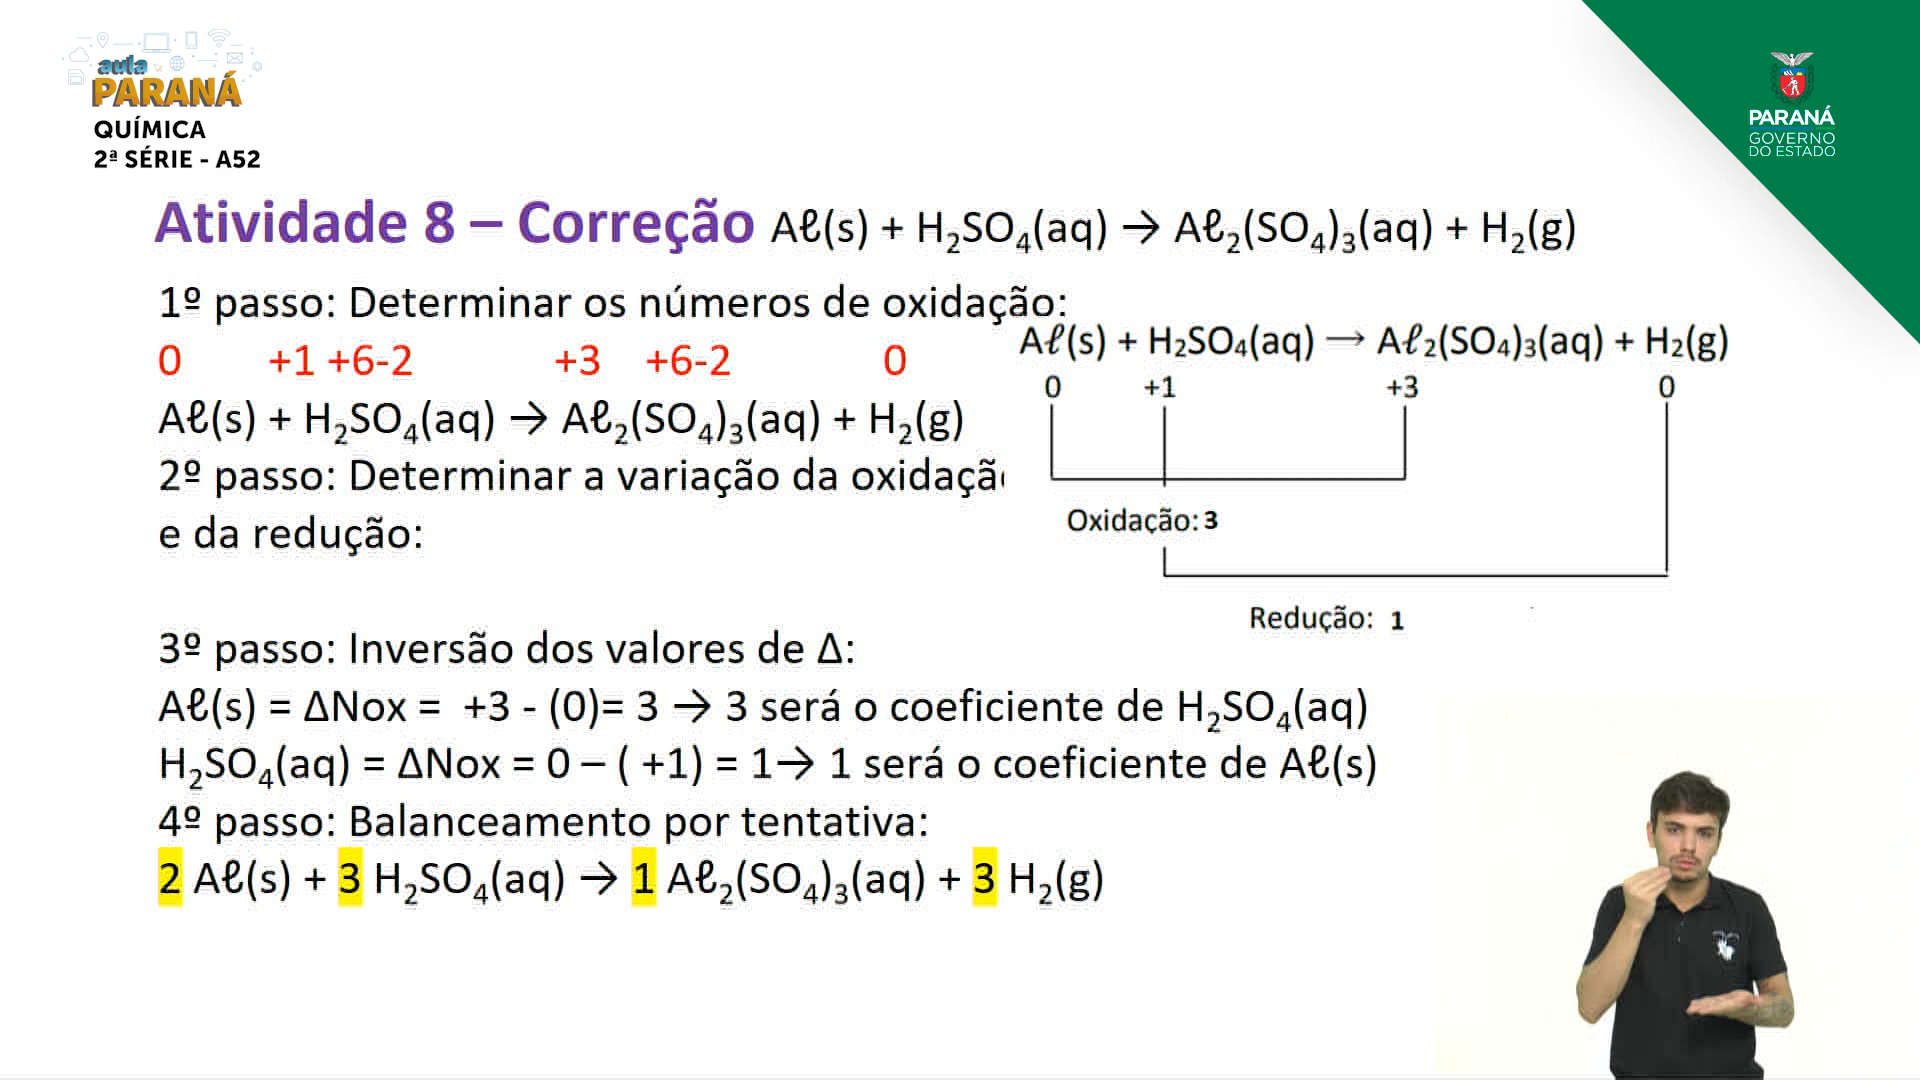 aula
PARANÁ
QUÍMICA
2ª SÉRIE - A52
PARANÁ
GOVERNO
DO ESTADO
Atividade 8 – Correção Aℓ(s) + H₂SO₄(aq) → Aℓ₂(SO₄)₃(aq) + H₂(g)
1º passo: Determinar os números de oxidação:
0 +1 +6-2 +3 +6-2 0
Aℓ(s) + H₂SO₄(aq) → Aℓ₂(SO₄)₃(aq) + H₂(g)
2º passo: Determinar a variação da oxidaçã
e da redução:
Aℓ(s) + H₂SO₄(aq) → Aℓ₂(SO₄)₃(aq) + H₂(g)
0 +1 +3 0
Oxidação: 3
Redução: 1
3º passo: Inversão dos valores de Δ:
Aℓ(s) = ΔNox = +3 - (0)= 3 → 3 será o coeficiente de H₂SO₄(aq)
H₂SO₄(aq) = ΔNox = 0 – ( +1) = 1→ 1 será o coeficiente de Aℓ(s)
4º passo: Balanceamento por tentativa:
2 Aℓ(s) + 3 H₂SO₄(aq) → 1 Aℓ₂(SO₄)₃(aq) + 3 H₂(g)